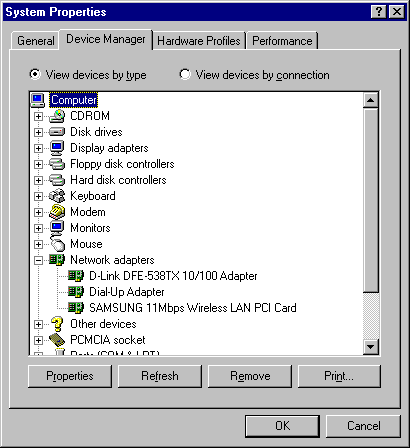 System Properties
General
Device Manager
Hardware Profiles
Performance
View devices by type
View devices by connection
Computer
CDROM
Disk drives
Display adapters
Floppy disk controllers
Hard disk controllers
Keyboard
Modem
Monitors
Mouse
Network adapters
D-Link DFE-538TX 10/100 Adapter
Dial-Up Adapter
SAMSUNG 11Mbps Wireless LAN PCI Card
Other devices
PCMCIA socket
Ports (COM & LPT)
Properties
Refresh
Remove
Print...
OK
Cancel